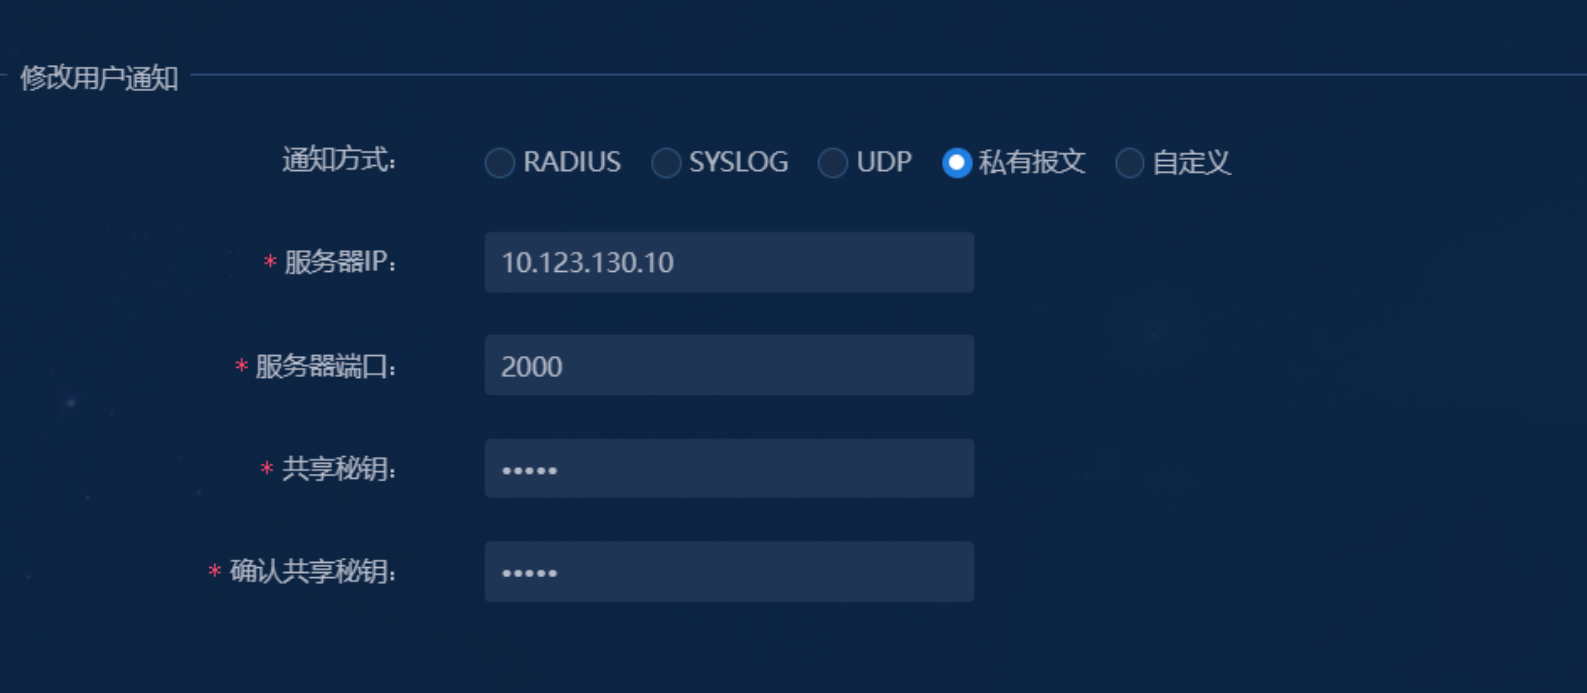 修改用户通知
通知方式： RADIUS SYSLOG UDP 私有报文 自定义
* 服务器IP： 10.123.130.10
* 服务器端口： 2000
* 共享秘钥： •••••
* 确认共享秘钥： •••••